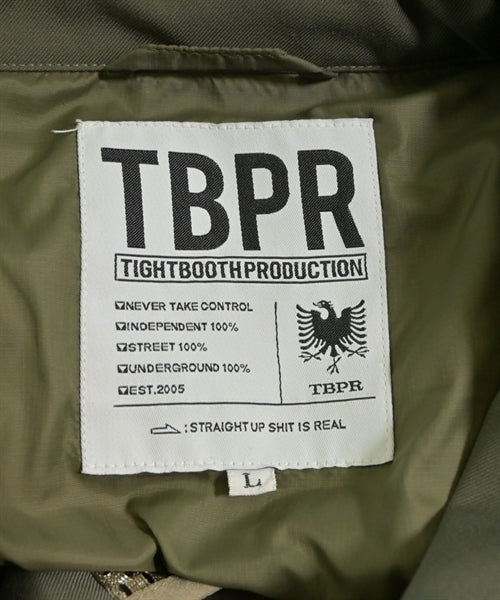 TBPR
TIGHTBOOTHPRODUCTION
NEVER TAKE CONTROL
INDEPENDENT 100%
STREET 100%
UNDERGROUND 100%
EST.2005
TBPR
:STRAIGHT UP SHIT IS REAL
L